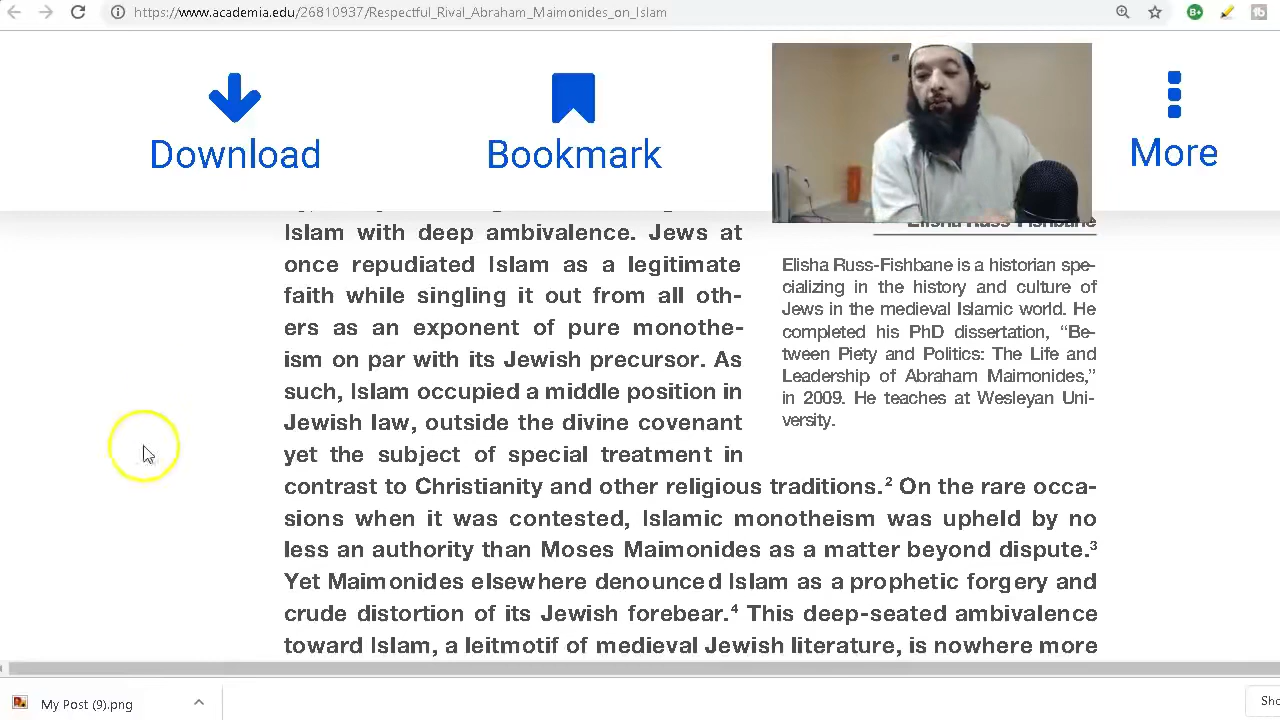 https://www.academia.edu/26810937/Respectful_Rival_Abraham_Maimonides_on_Islam
Download
Bookmark
More
Islam with deep ambivalence. Jews at
once repudiated Islam as a legitimate
faith while singling it out from all oth-
ers as an exponent of pure monothe-
ism on par with its Jewish precursor. As
such, Islam occupied a middle position in
Jewish law, outside the divine covenant
yet the subject of special treatment in
contrast to Christianity and other religious traditions.² On the rare occa-
sions when it was contested, Islamic monotheism was upheld by no
less an authority than Moses Maimonides as a matter beyond dispute.³
Yet Maimonides elsewhere denounced Islam as a prophetic forgery and
crude distortion of its Jewish forebear.⁴ This deep-seated ambivalence
toward Islam, a leitmotif of medieval Jewish literature, is nowhere more
Elisha Russ-Fishbane
Elisha Russ-Fishbane is a historian spe-
cializing in the history and culture of
Jews in the medieval Islamic world. He
completed his PhD dissertation, “Be-
tween Piety and Politics: The Life and
Leadership of Abraham Maimonides,”
in 2009. He teaches at Wesleyan Uni-
versity.
My Post (9).png
Sho